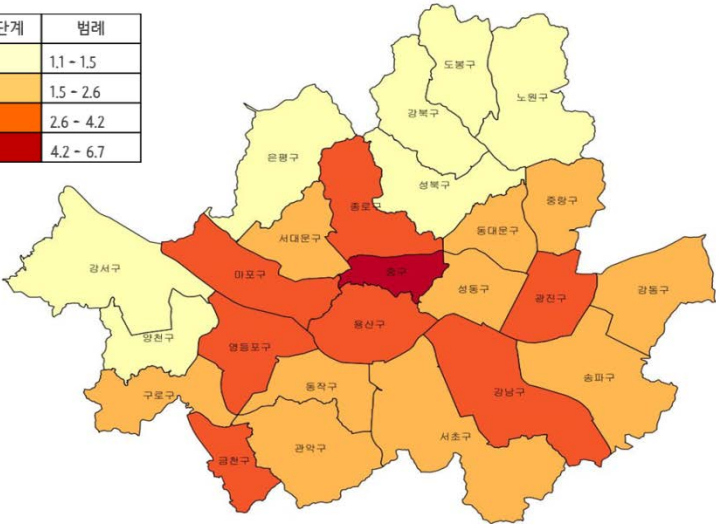 단계 범례
1.1 - 1.5
1.5 - 2.6
2.6 - 4.2
4.2 - 6.7
도봉구
노원구
강북구
은평구
성북구
중랑구
종로구
동대문구
서대문구
강서구
마포구
중구
성동구
광진구
강동구
용산구
양천구
영등포구
송파구
동작구
강남구
구로구
서초구
관악구
금천구